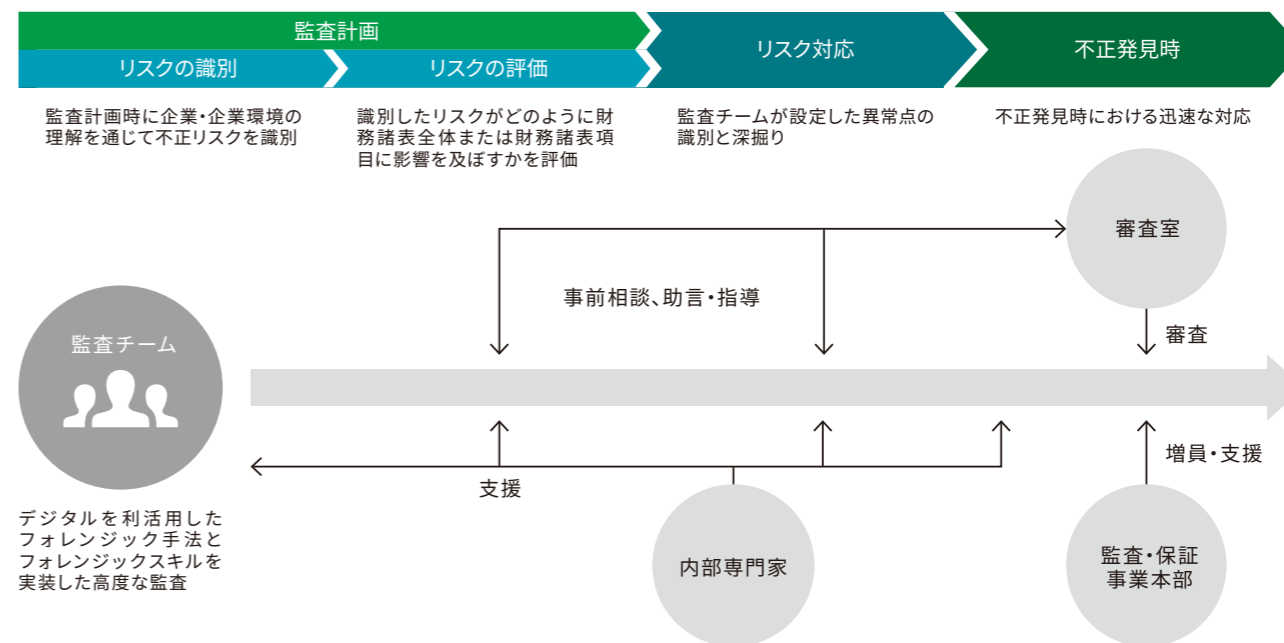 監査計画
リスクの識別
リスクの評価
リスク対応
不正発見時
監査計画時に企業・企業環境の
理解を通じて不正リスクを識別
識別したリスクがどのように財
務諸表全体または財務諸表項
目に影響を及ぼすかを評価
監査チームが設定した異常点の
識別と深掘り
不正発見時における迅速な対応
審査室
事前相談、助言・指導
審査
監査チーム
増員・支援
支援
デジタルを利活用した
フォレンジック手法と
フォレンジックスキルを
実装した高度な監査
内部専門家
監査・保証
事業本部